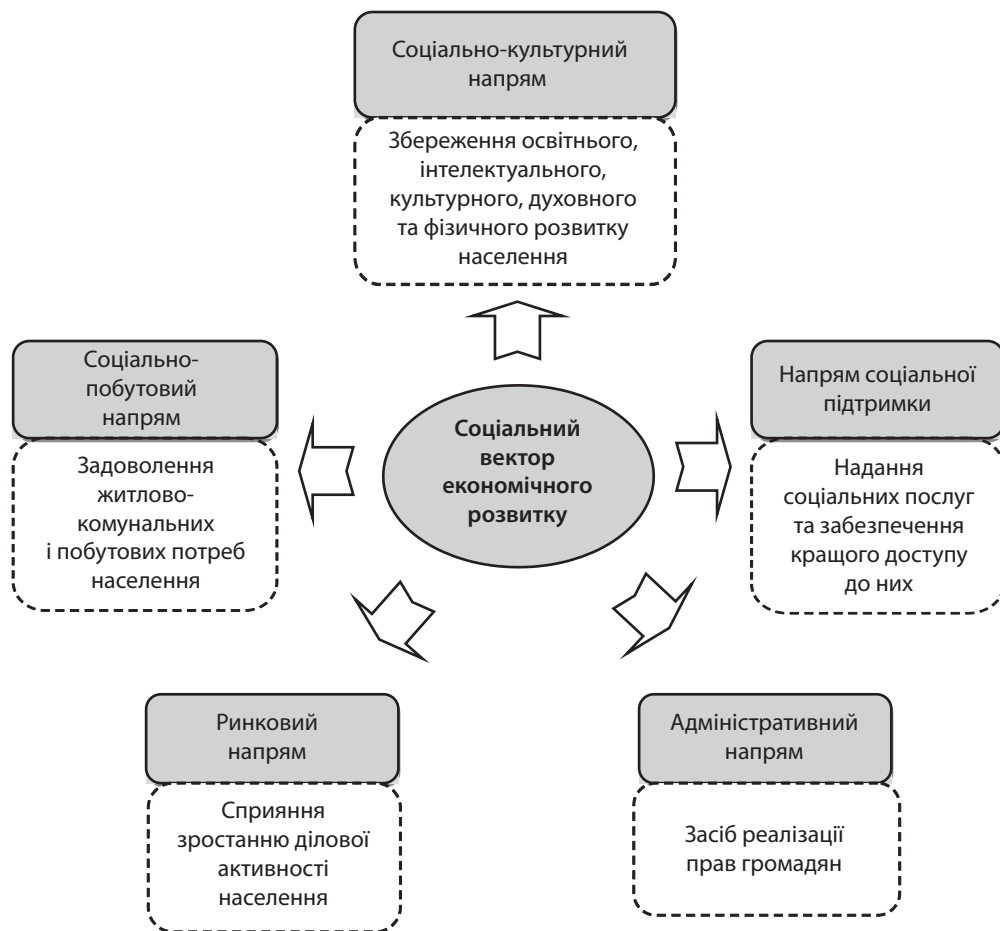 Соціально-культурний
напрям
Збереження освітнього,
інтелектуального,
культурного, духовного
та фізичного розвитку
населення
Соціально-
побутовий
напрям
Задоволення
житлово-
комунальних
і побутових потреб
населення
Соціальний
вектор
економічного
розвитку
Напрям соціальної
підтримки
Надання
соціальних послуг
та забезпечення
кращого доступу
до них
Ринковий
напрям
Сприяння
зростанню ділової
активності
населення
Адміністративний
напрям
Засіб реалізації
прав громадян